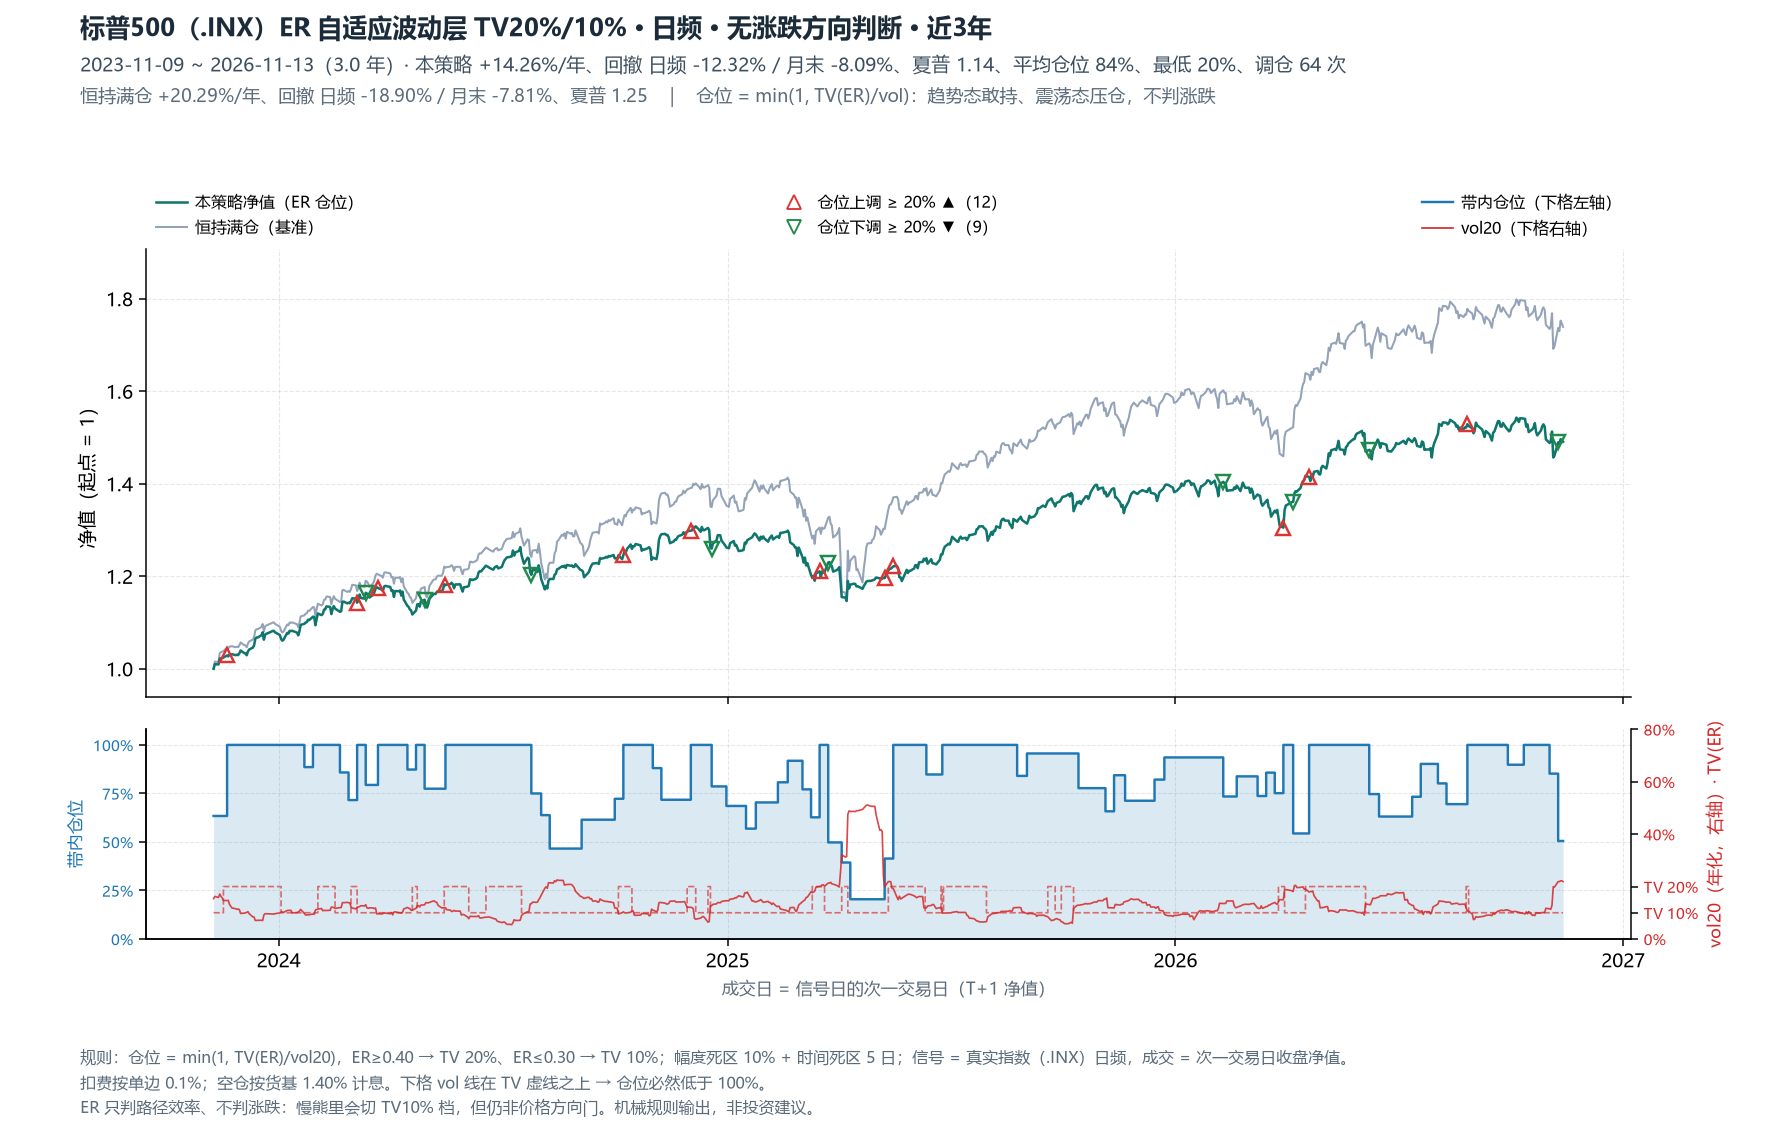 标普500（.INX）ER 自适应波动层 TV20%/10% • 日频 • 无涨跌方向判断 • 近3年
2023-11-09 ~ 2026-11-13（3.0 年）· 本策略 +14.26%/年、回撤 日频 -12.32% / 月末 -8.09%、夏普 1.14、平均仓位 84%、最低 20%、调仓 64 次
恒持满仓 +20.29%/年、回撤 日频 -18.90% / 月末 -7.81%、夏普 1.25 ｜ 仓位 = min(1, TV(ER)/vol)：趋势态敢持、震荡态压仓，不判涨跌
本策略净值（ER 仓位）
恒持满仓（基准）
仓位上调 ≥ 20% ▲（12）
仓位下调 ≥ 20% ▼（9）
带内仓位（下格左轴）
vol20（下格右轴）
净值（起点 = 1）
1.8
1.6
1.4
1.2
1.0
带内仓位
100%
75%
50%
25%
0%
80%
60%
40%
TV 20%
TV 10%
0%
vol20（年化，右轴）· TV(ER)
2024
2025
2026
2027
成交日 = 信号日的次一交易日（T+1 净值）
规则：仓位 = min(1, TV(ER)/vol20)，ER≥0.40 → TV 20%、ER≤0.30 → TV 10%；幅度死区 10% + 时间死区 5 日；信号 = 真实指数（.INX）日频，成交 = 次一交易日收盘净值。
扣费按单边 0.1%；空仓按货基 1.40% 计息。下格 vol 线在 TV 虚线之上 → 仓位必然低于 100%。
ER 只判路径效率、不判涨跌：慢熊里会切 TV10% 档，但仍非价格方向门。机械规则输出，非投资建议。